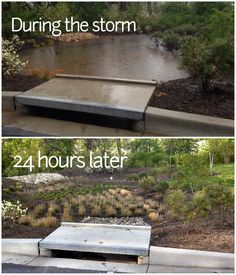 During the storm
24 hours later